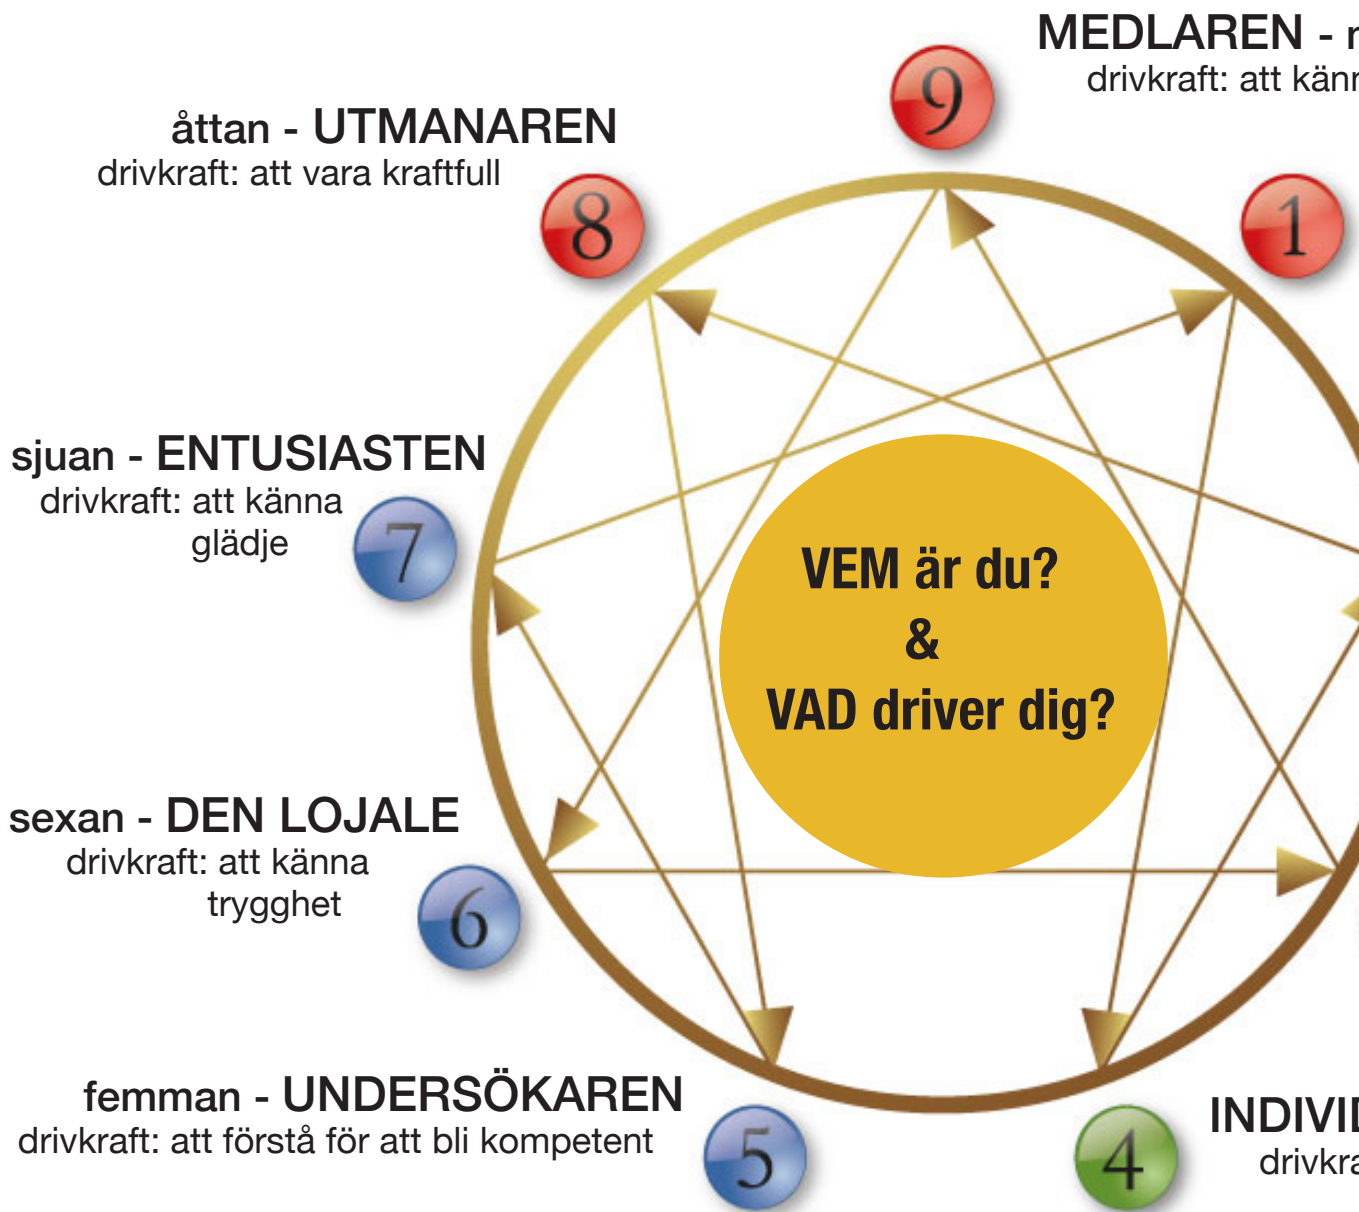 MEDLAREN -
drivkraft: att
9
åttan - UTMANAREN
drivkraft: att vara kraftfull
8
1
sjuan - ENTUSIASTEN
drivkraft: att känna
glädje
7
VEM är du?
&
VAD driver dig?
sexan - DEN LOJALE
drivkraft: att känna
trygghet
6
femman - UNDERSÖKAREN
drivkraft: att förstå för att bli kompetent
5
4